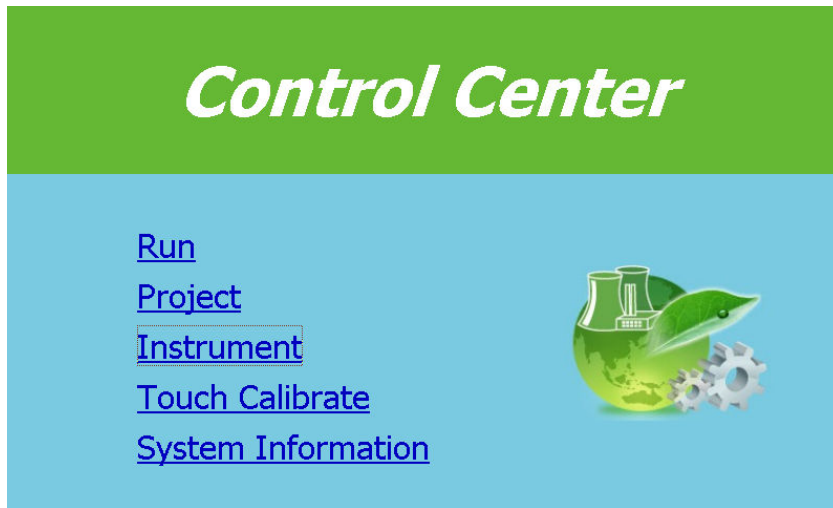 Control Center
Run
Project
Instrument
Touch Calibrate
System Information